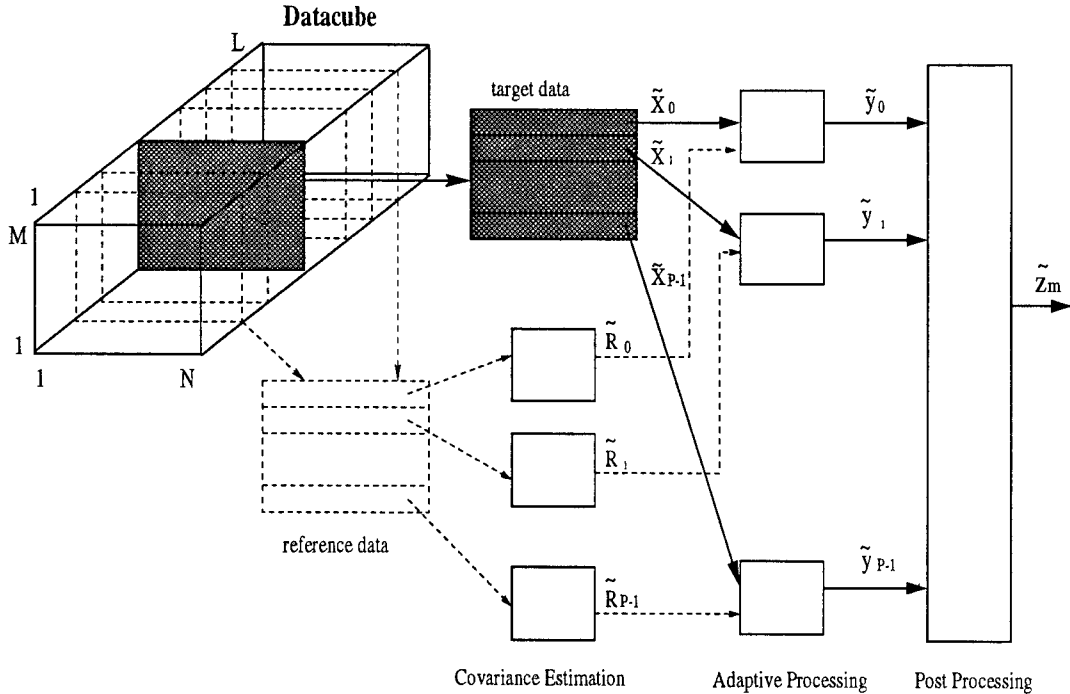 Datacube
L
1
M
1
1
N
target data
x̃0
x̃1
x̃P-1
ỹ0
ỹ1
ỹP-1
z̃m
R̃0
R̃1
R̃P-1
reference data
Covariance Estimation
Adaptive Processing
Post Processing